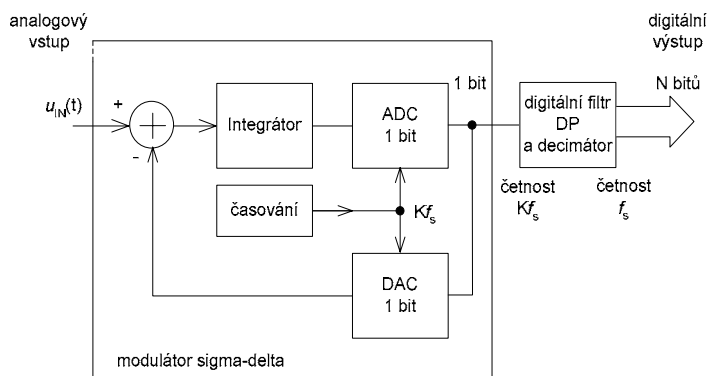 analogový
vstup
digitální
výstup
u_IN(t)
+
-
Integrátor
ADC
1 bit
1 bit
digitální filtr
DP
a decimátor
N bitů
časování
Kf_s
četnost
Kf_s
četnost
f_s
DAC
1 bit
modulátor sigma-delta